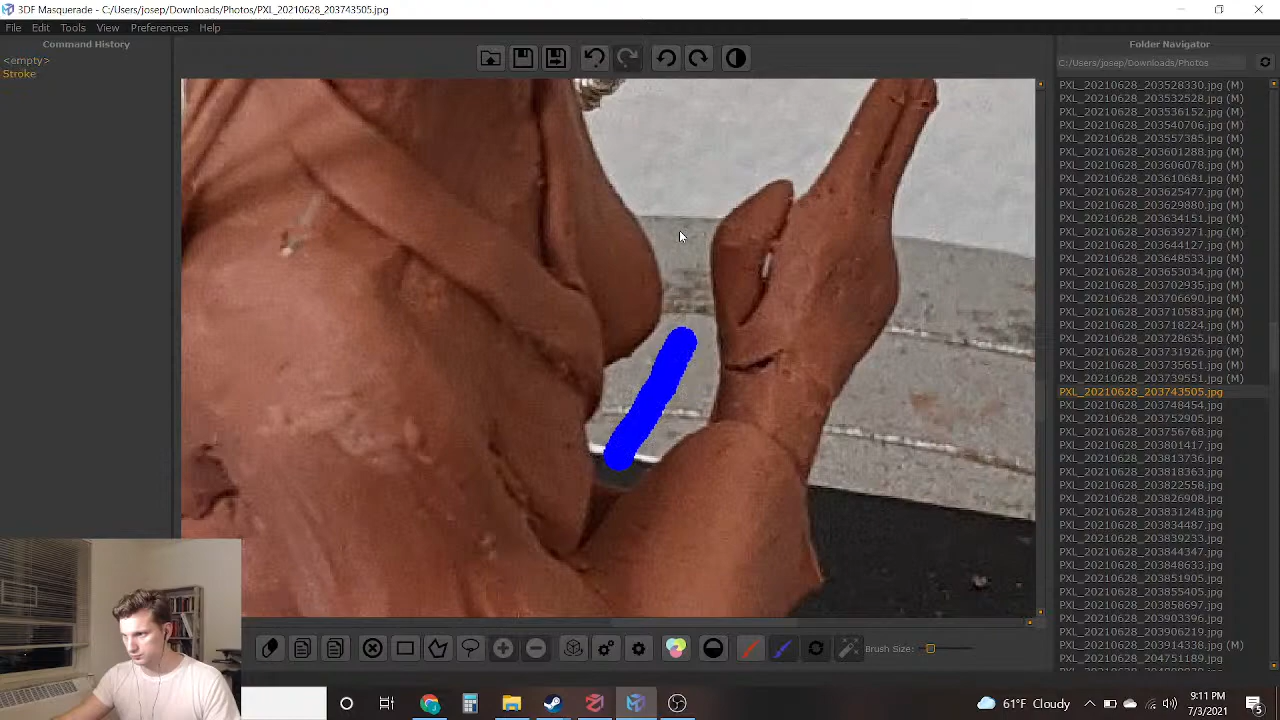 3DF Masquerade - C:/Users/josep/Downloads/Photos/PXL_20210628_203743505.jpg
File Edit Tools View Preferences Help
Command History
<empty>
Stroke
Folder Navigator
C:/Users/josep/Downloads/Photos
PXL_20210628_203528330.jpg (M)
PXL_20210628_203532528.jpg (M)
PXL_20210628_203536152.jpg (M)
PXL_20210628_203540706.jpg (M)
PXL_20210628_203557385.jpg (M)
PXL_20210628_203601288.jpg (M)
PXL_20210628_203606078.jpg (M)
PXL_20210628_203610681.jpg (M)
PXL_20210628_203625477.jpg (M)
PXL_20210628_203629880.jpg (M)
PXL_20210628_203634151.jpg (M)
PXL_20210628_203639271.jpg (M)
PXL_20210628_203644127.jpg (M)
PXL_20210628_203648533.jpg (M)
PXL_20210628_203653034.jpg (M)
PXL_20210628_203702935.jpg (M)
PXL_20210628_203706690.jpg (M)
PXL_20210628_203710583.jpg (M)
PXL_20210628_203718224.jpg (M)
PXL_20210628_203728635.jpg (M)
PXL_20210628_203731926.jpg (M)
PXL_20210628_203739551.jpg (M)
PXL_20210628_203743505.jpg
PXL_20210628_203748454.jpg
PXL_20210628_203752905.jpg
PXL_20210628_203756768.jpg
PXL_20210628_203801417.jpg
PXL_20210628_203813736.jpg
PXL_20210628_203818363.jpg
PXL_20210628_203822558.jpg
PXL_20210628_203826908.jpg
PXL_20210628_203831248.jpg
PXL_20210628_203834487.jpg
PXL_20210628_203839233.jpg
PXL_20210628_203844347.jpg
PXL_20210628_203848633.jpg
PXL_20210628_203851905.jpg
PXL_20210628_203855405.jpg
PXL_20210628_203858697.jpg
PXL_20210628_203903396.jpg
PXL_20210628_203906219.jpg
PXL_20210628_203914338.jpg (M)
PXL_20210628_204751189.jpg
Brush Size:
61°F Cloudy
9:11 PM
7/3/2021
5